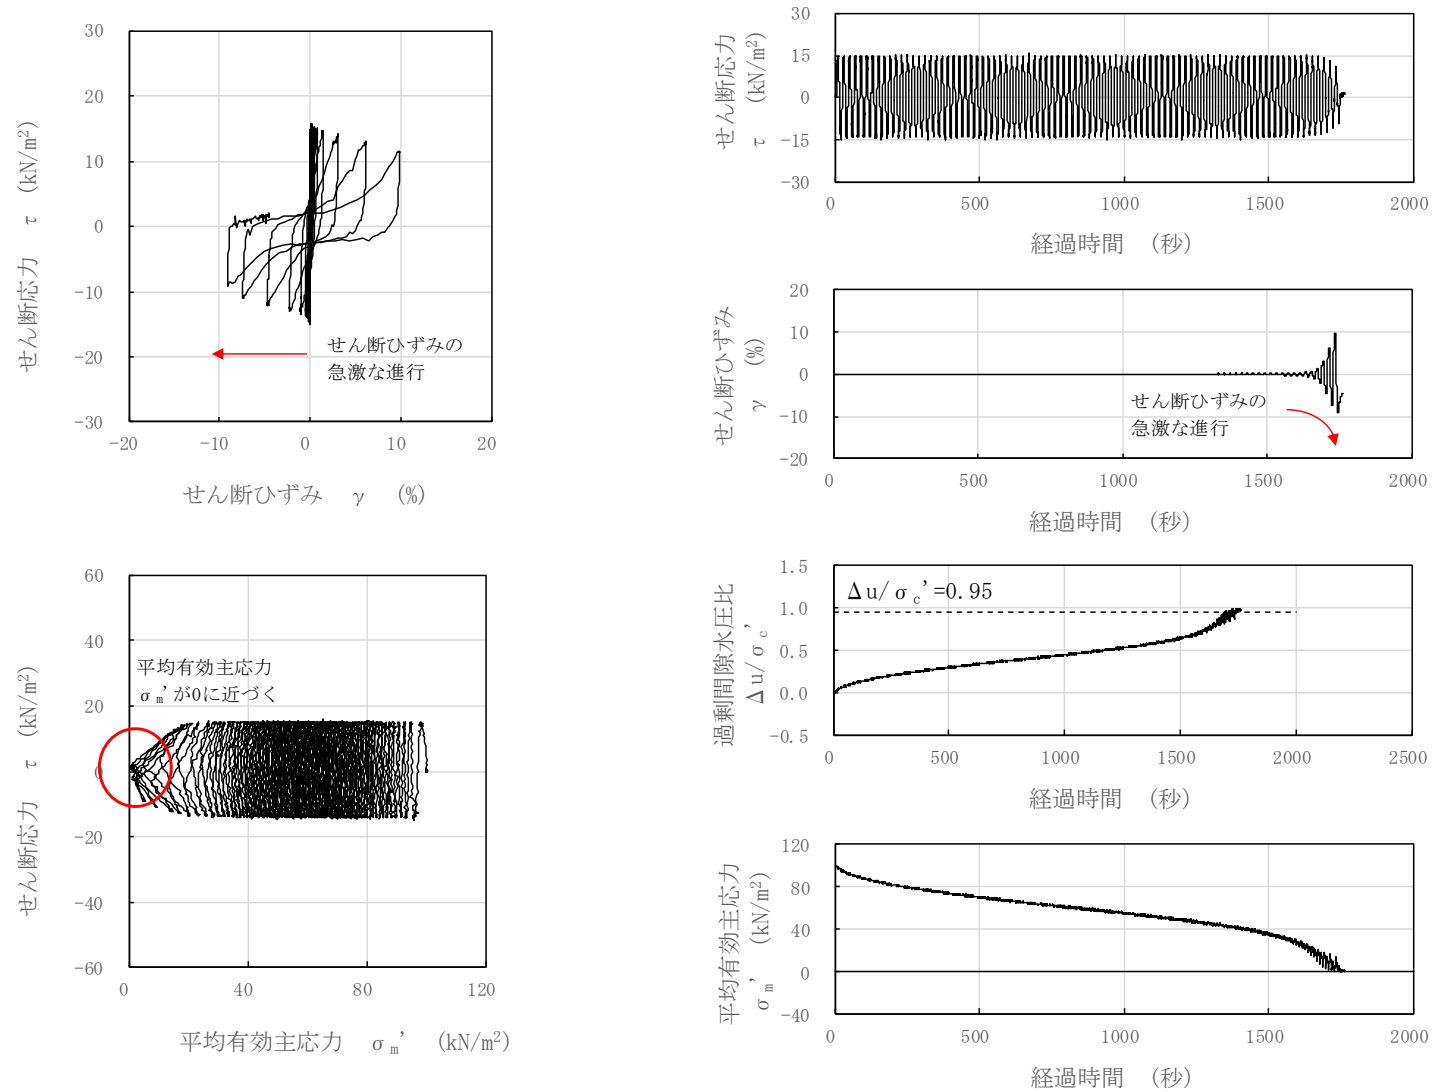 30
20
10
0
-10
-20
-30
-20
-10
0
10
20
せん断応力 τ (kN/m²)
せん断ひずみ γ (%)
せん断ひずみの
急激な進行
30
15
0
-15
-30
0
500
1000
1500
2000
せん断応力
τ (kN/m²)
経過時間 (秒)
20
10
0
-10
-20
0
500
1000
1500
2000
せん断ひずみ
γ (%)
せん断ひずみの
急激な進行
経過時間 (秒)
60
40
20
0
-20
-40
-60
0
40
80
120
せん断応力 τ (kN/m²)
平均有効主応力
σm'が0に近づく
平均有効主応力 σm' (kN/m²)
1.5
1.0
0.5
0.0
-0.5
0
500
1000
1500
2000
2500
過剰間隙水圧比
Δu/σc'
Δu/σc'=0.95
経過時間 (秒)
120
80
40
0
-40
0
500
1000
1500
2000
平均有効主応力
σm' (kN/m²)
経過時間 (秒)